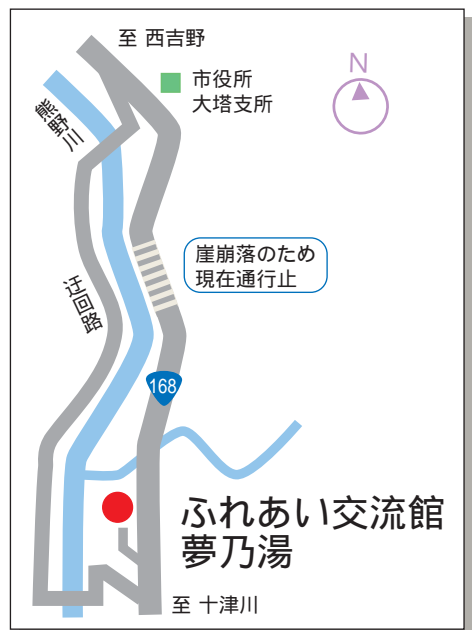 至 西吉野
N
市役所
大塔支所
熊野川
崖崩落のため
現在通行止
迂回路
168
ふれあい交流館
夢乃湯
至 十津川